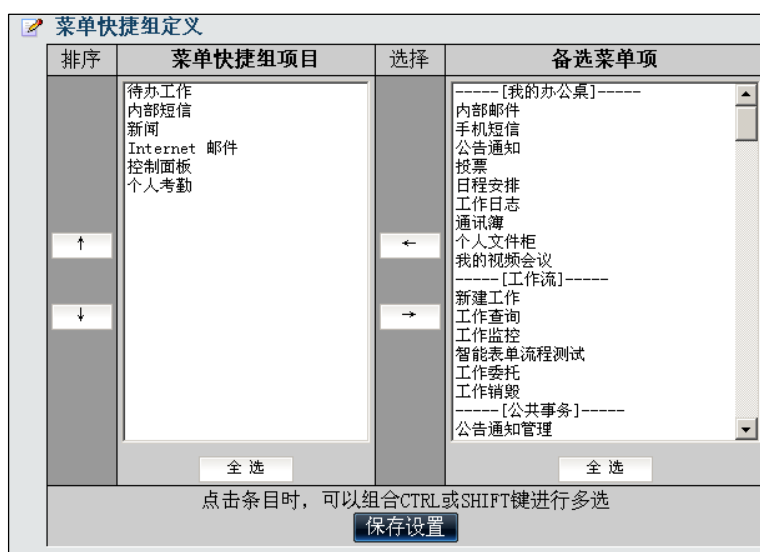 菜单快捷组定义
排序 菜单快捷组项目 选择 备选菜单项
待办工作
内部短信
新闻
Internet 邮件
控制面板
个人考勤
↑
↓
全选
←
→
-----[我的办公桌]-----
内部邮件
手机短信
公告通知
投票
日程安排
工作日志
通讯簿
个人文件柜
我的视频会议
-----[工作流]-----
新建工作
工作查询
工作监控
智能表单流程测试
工作委托
工作销毁
-----[公共事务]-----
公告通知管理
全选
点击条目时，可以组合CTRL或SHIFT键进行多选
保存设置